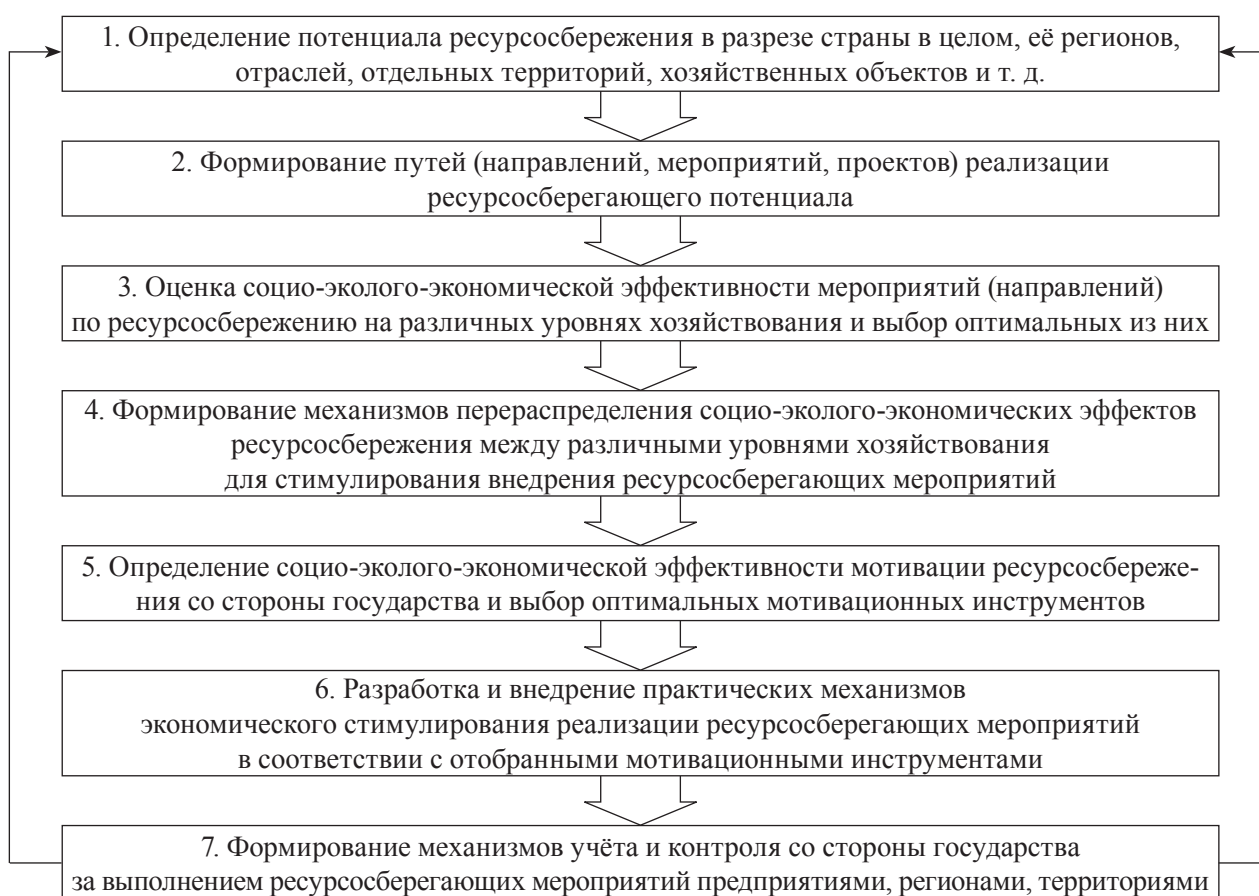 1. Определение потенциала ресурсосбережения в разрезе страны в целом, её регионов,
отраслей, отдельных территорий, хозяйственных объектов и т. д.
2. Формирование путей (направлений, мероприятий, проектов) реализации
ресурсосберегающего потенциала
3. Оценка социо-эколого-экономической эффективности мероприятий (направлений)
по ресурсосбережению на различных уровнях хозяйствования и выбор оптимальных из них
4. Формирование механизмов перераспределения социо-эколого-экономических эффектов
ресурсосбережения между различными уровнями хозяйствования
для стимулирования внедрения ресурсосберегающих мероприятий
5. Определение социо-эколого-экономической эффективности мотивации ресурсосбереже-
ния со стороны государства и выбор оптимальных мотивационных инструментов
6. Разработка и внедрение практических механизмов
экономического стимулирования реализации ресурсосберегающих мероприятий
в соответствии с отобранными мотивационными инструментами
7. Формирование механизмов учёта и контроля со стороны государства
за выполнением ресурсосберегающих мероприятий предприятиями, регионами, территориями